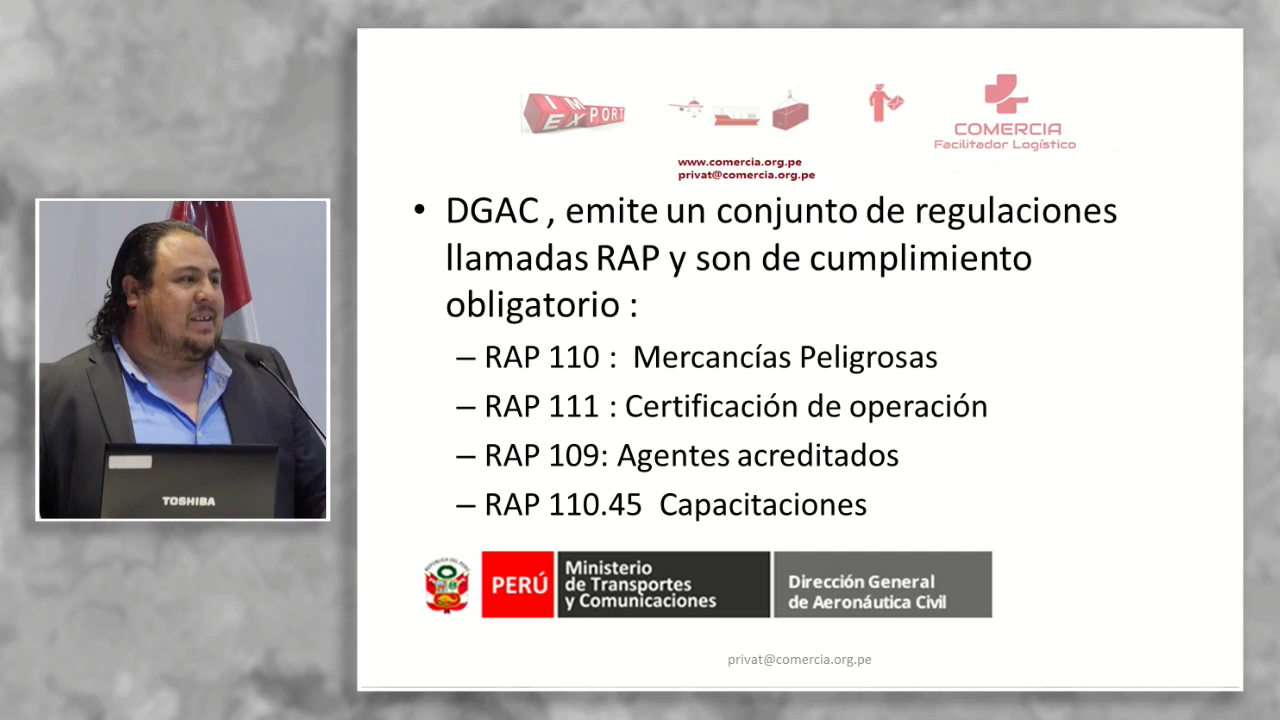 IM
EXPORT
COMERCIA
Facilitador Logístico
www.comercia.org.pe
privat@comercia.org.pe
• DGAC , emite un conjunto de regulaciones
llamadas RAP y son de cumplimiento
obligatorio :
– RAP 110 : Mercancías Peligrosas
– RAP 111 : Certificación de operación
– RAP 109: Agentes acreditados
– RAP 110.45 Capacitaciones
TOSHIBA
PERÚ
Ministerio
de Transportes
y Comunicaciones
Dirección General
de Aeronáutica Civil
privat@comercia.org.pe